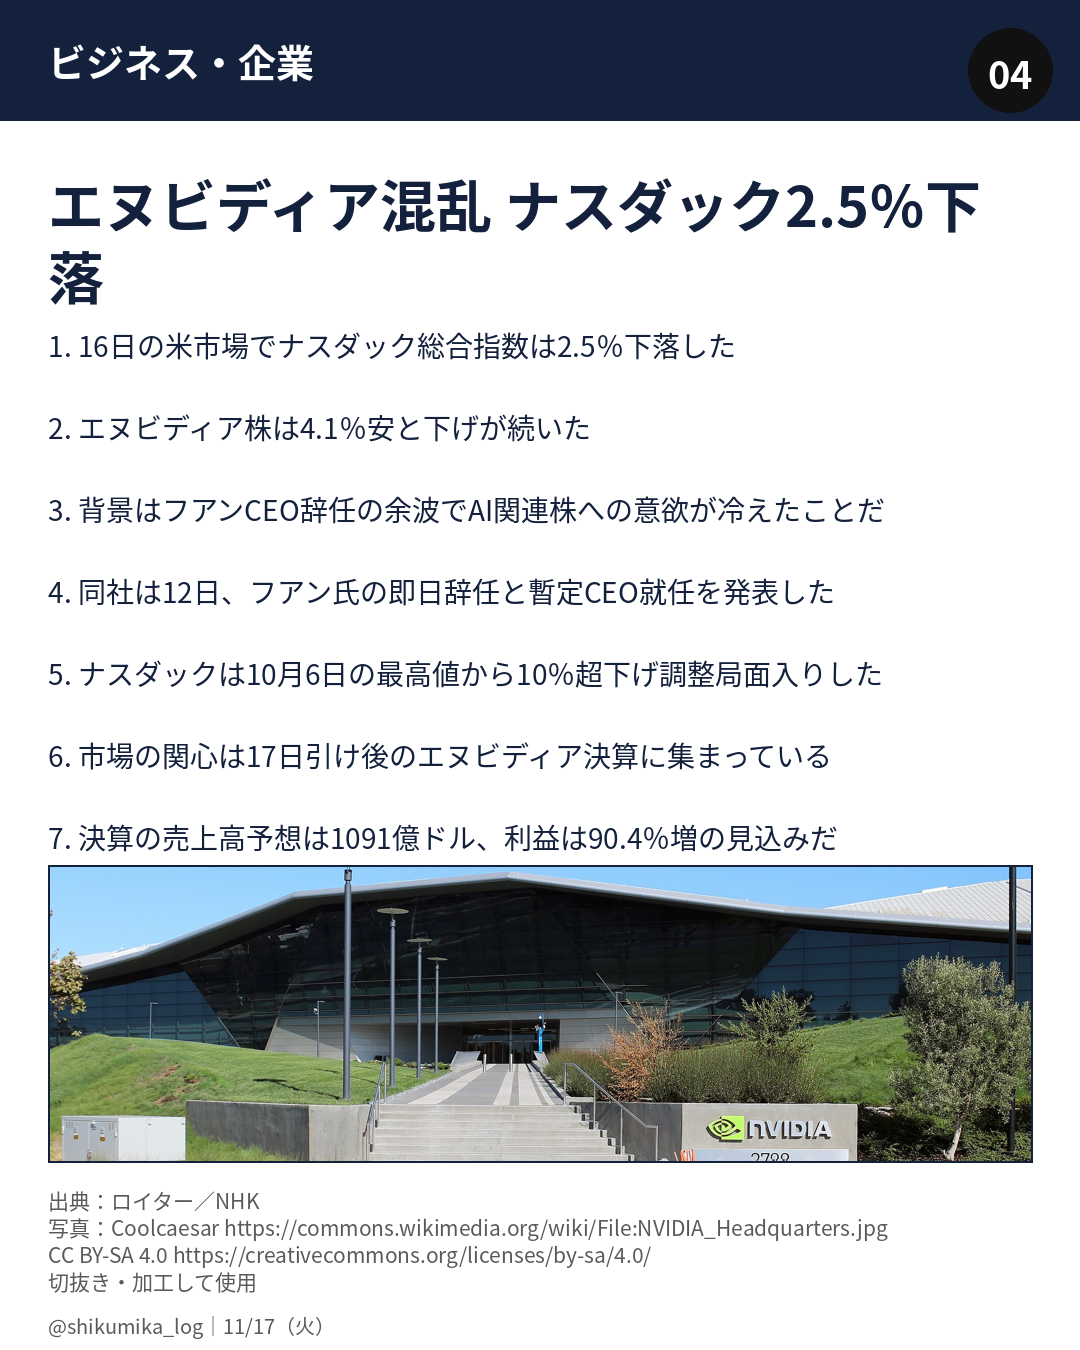 ビジネス・企業
04
エヌビディア混乱 ナスダック2.5%下
落
1. 16日の米市場でナスダック総合指数は2.5%下落した
2. エヌビディア株は4.1%安と下げが続いた
3. 背景はフアンCEO辞任の余波でAI関連株への意欲が冷えたことだ
4. 同社は12日、フアン氏の即日辞任と暫定CEO就任を発表した
5. ナスダックは10月6日の最高値から10%超下げ調整局面入りした
6. 市場の関心は17日引け後のエヌビディア決算に集まっている
7. 決算の売上高予想は1091億ドル、利益は90.4%増の見込みだ
NVIDIA
2788
出典：ロイター／NHK
写真：Coolcaesar https://commons.wikimedia.org/wiki/File:NVIDIA_Headquarters.jpg
CC BY-SA 4.0 https://creativecommons.org/licenses/by-sa/4.0/
切抜き・加工して使用
@shikumika_log｜11/17（火）